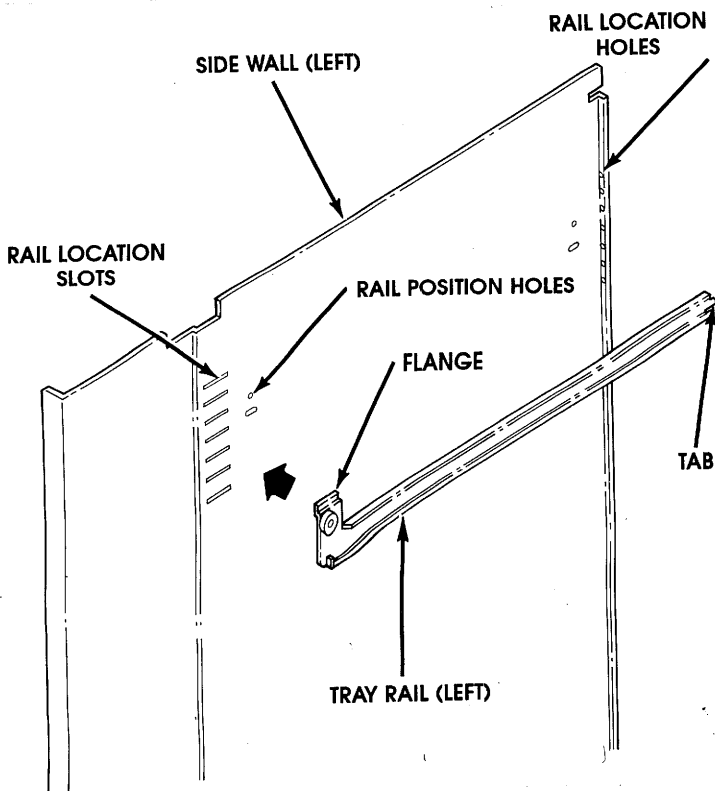 RAIL LOCATION
HOLES
SIDE WALL (LEFT)
RAIL LOCATION
SLOTS
RAIL POSITION HOLES
FLANGE
TAB
TRAY RAIL (LEFT)